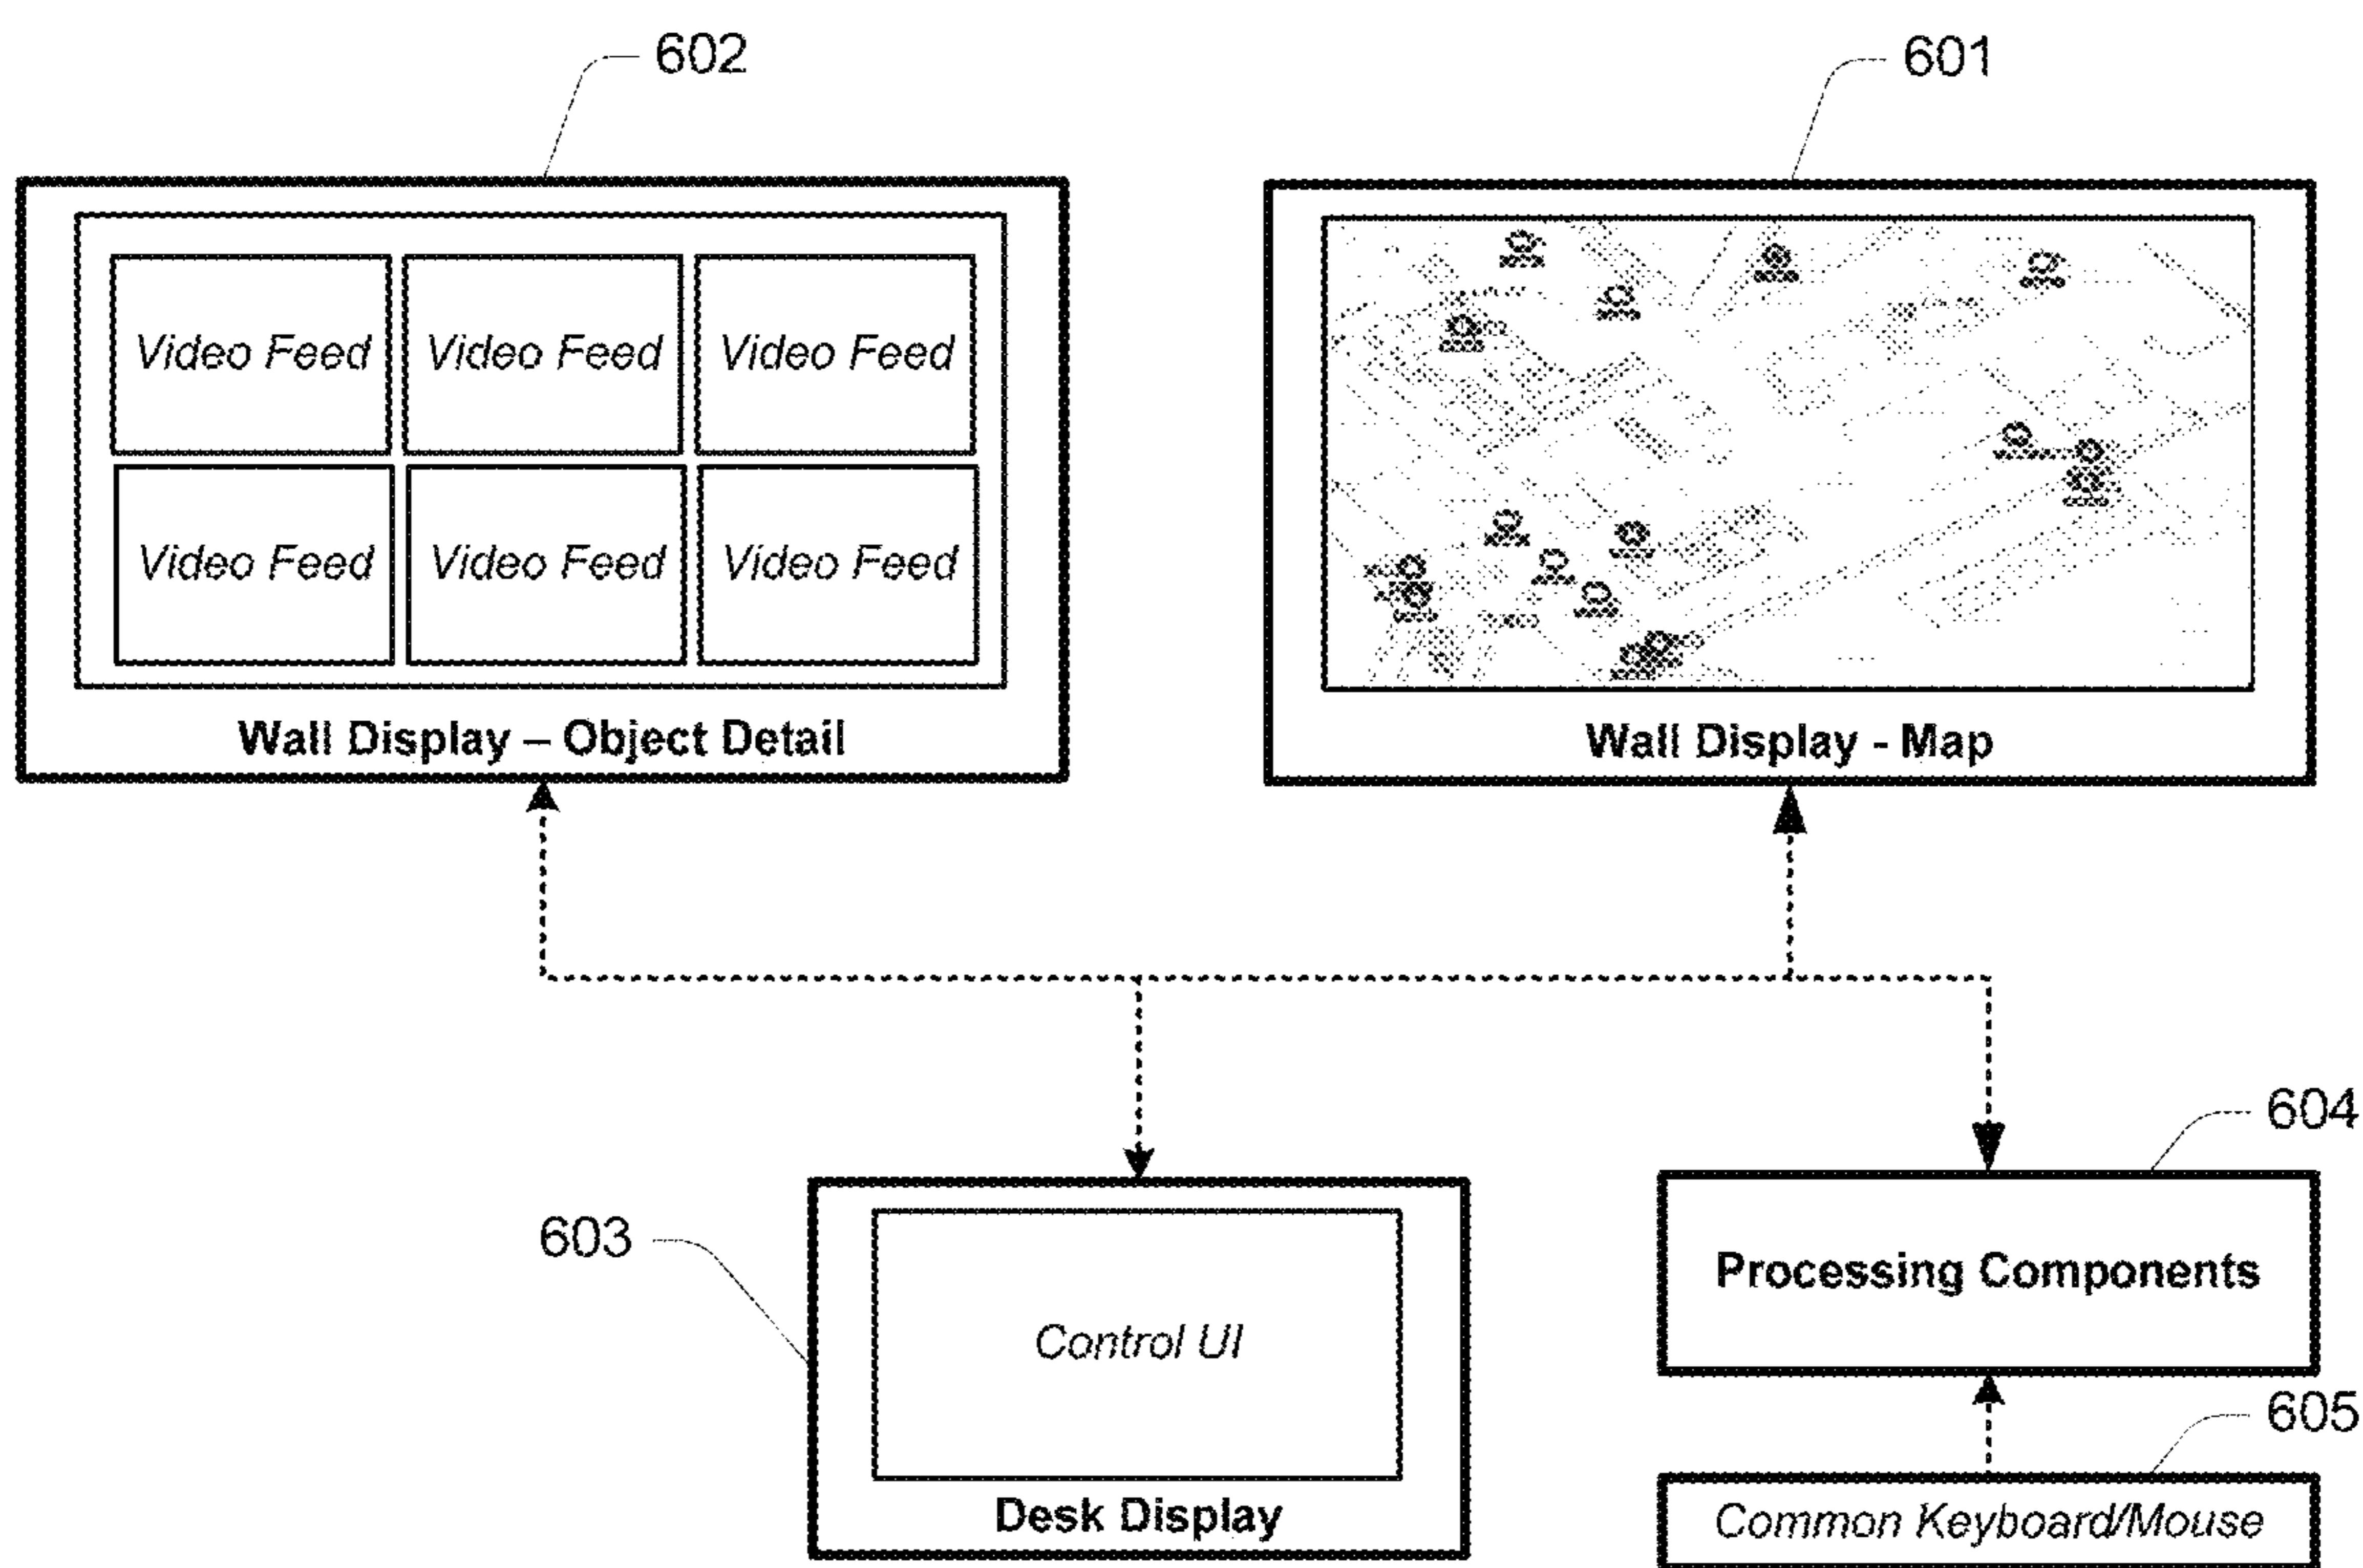 602
601
Video Feed Video Feed Video Feed
Video Feed Video Feed Video Feed
Wall Display – Object Detail
Wall Display - Map
604
603
Processing Components
Control UI
605
Desk Display
Common Keyboard/Mouse